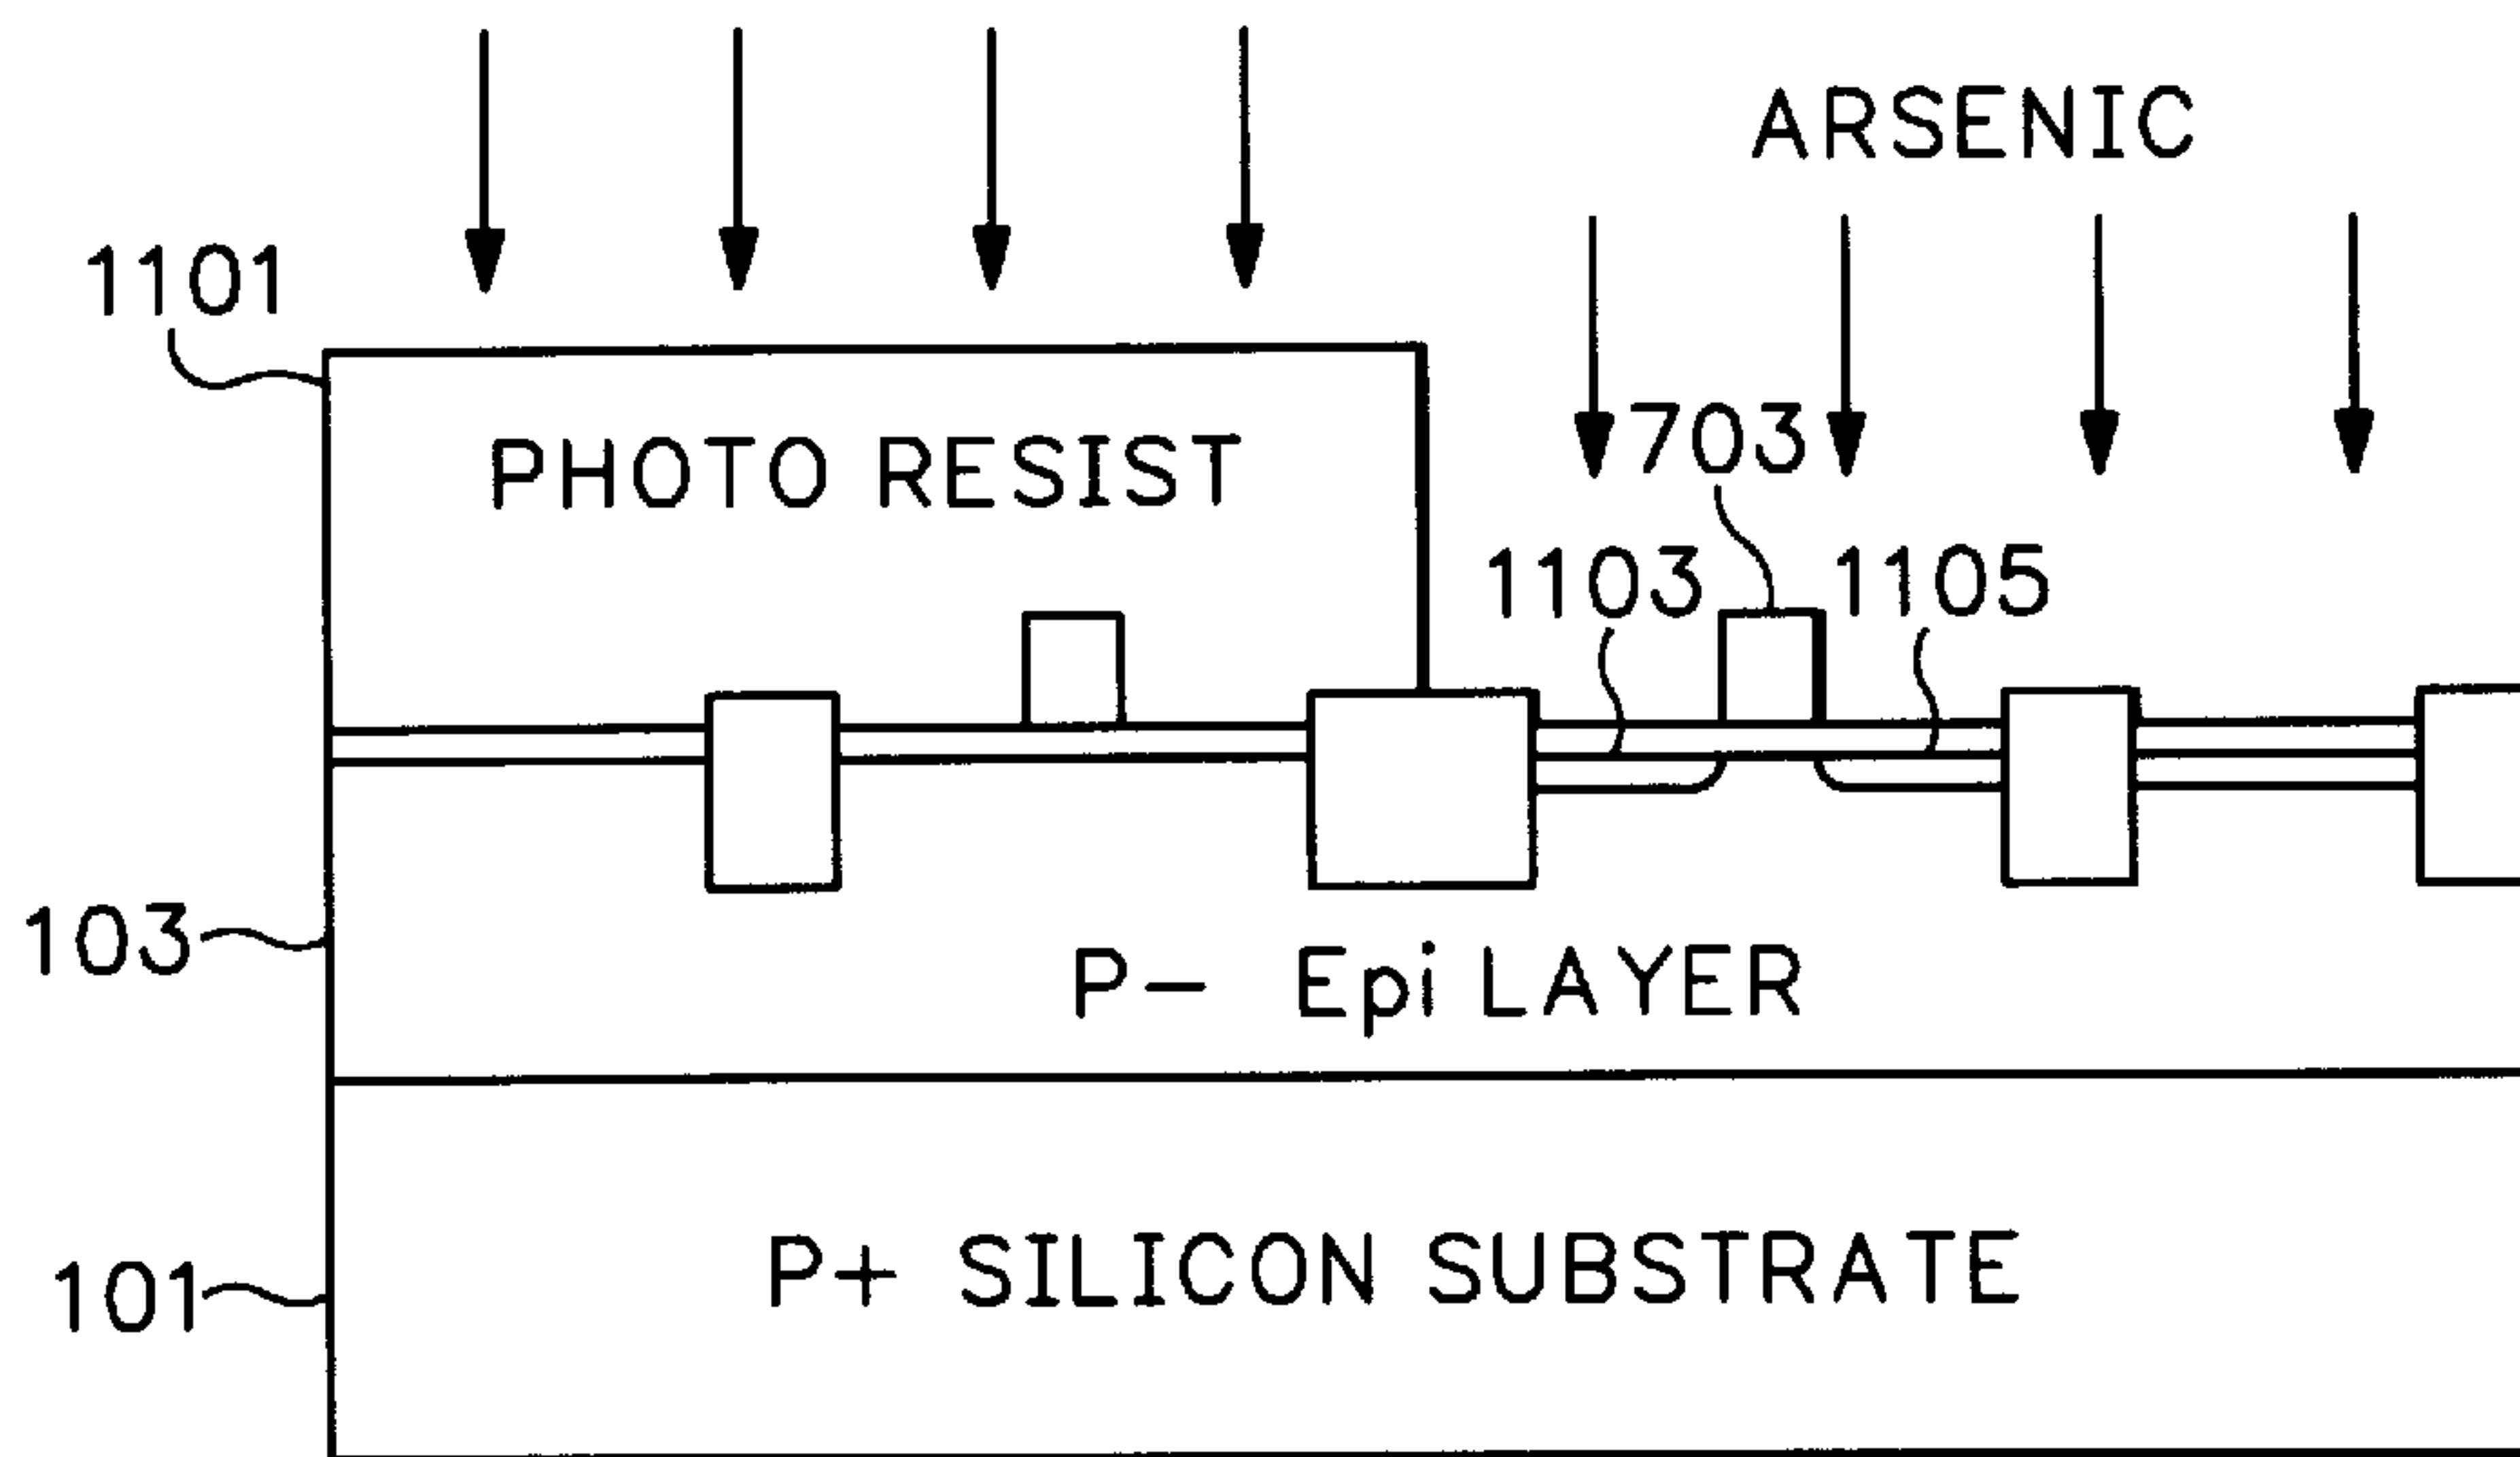 ARSENIC
1101
703
PHOTO RESIST
1103
1105
103
P- Epi LAYER
101
P+ SILICON SUBSTRATE